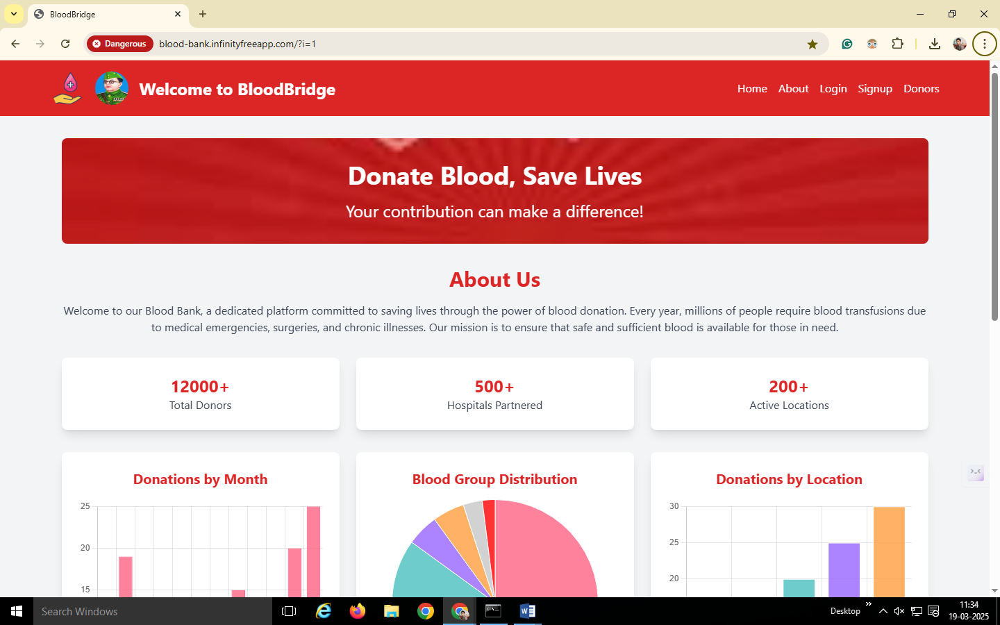 BloodBridge
Dangerous
blood-bank.infinityfreeapp.com/?i=1
Welcome to BloodBridge
Home About Login Signup Donors
Donate Blood, Save Lives
Your contribution can make a difference!
About Us
Welcome to our Blood Bank, a dedicated platform committed to saving lives through the power of blood donation. Every year, millions of people require blood transfusions due
to medical emergencies, surgeries, and chronic illnesses. Our mission is to ensure that safe and sufficient blood is available for those in need.
12000+
Total Donors
500+
Hospitals Partnered
200+
Active Locations
Donations by Month
25
20
15
Blood Group Distribution
Donations by Location
30
25
20
Search Windows
Desktop
11:34
19-03-2025